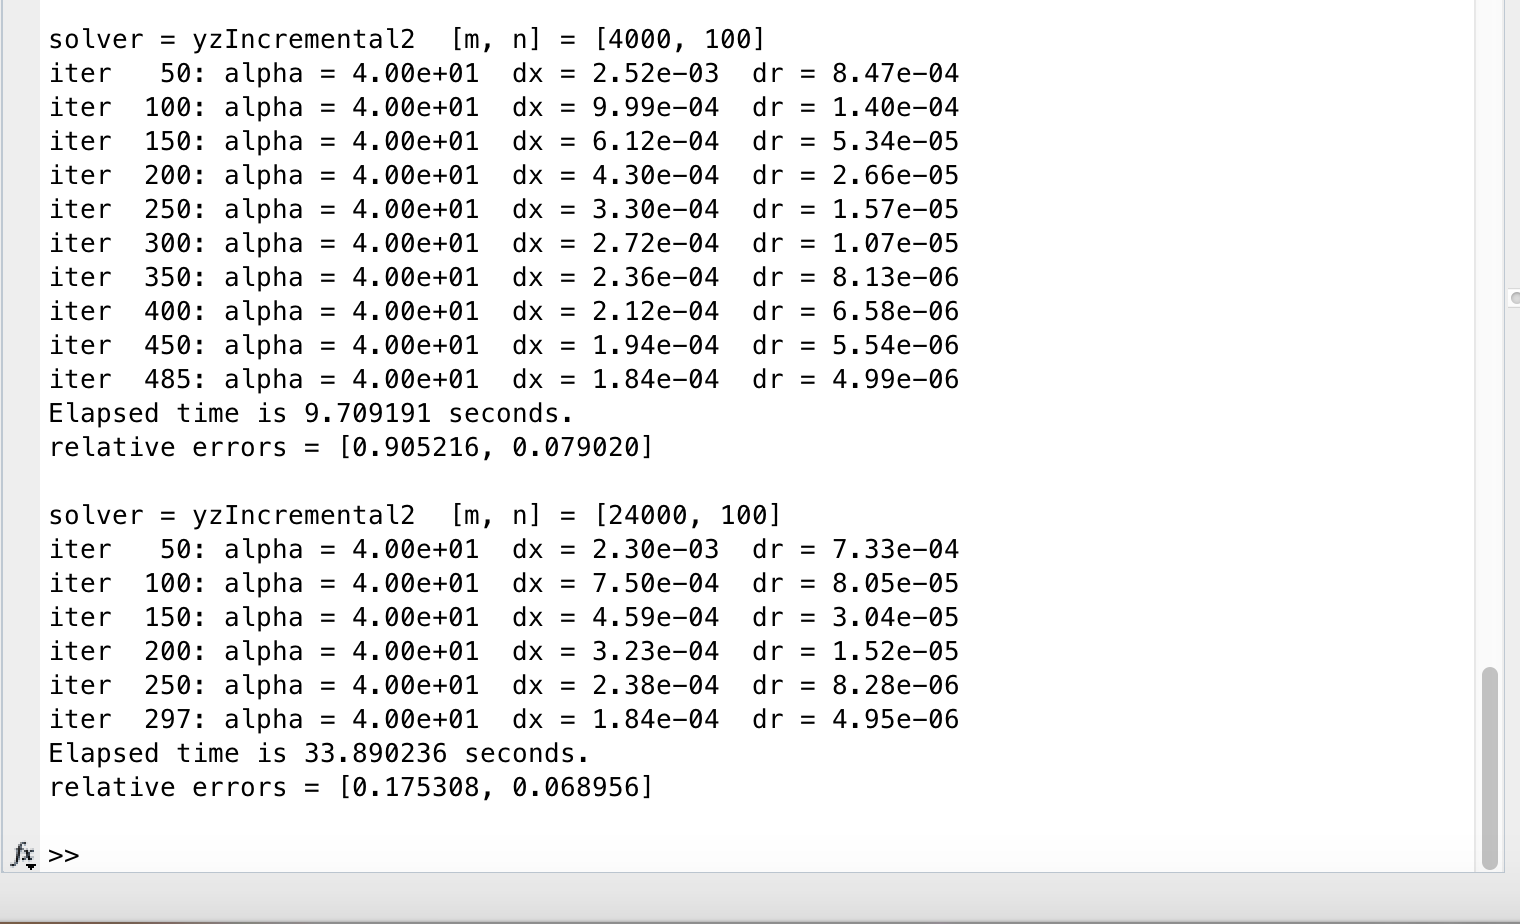 solver = yzIncremental2  [m, n] = [4000, 100]
iter   50: alpha = 4.00e+01  dx = 2.52e-03  dr = 8.47e-04
iter  100: alpha = 4.00e+01  dx = 9.99e-04  dr = 1.40e-04
iter  150: alpha = 4.00e+01  dx = 6.12e-04  dr = 5.34e-05
iter  200: alpha = 4.00e+01  dx = 4.30e-04  dr = 2.66e-05
iter  250: alpha = 4.00e+01  dx = 3.30e-04  dr = 1.57e-05
iter  300: alpha = 4.00e+01  dx = 2.72e-04  dr = 1.07e-05
iter  350: alpha = 4.00e+01  dx = 2.36e-04  dr = 8.13e-06
iter  400: alpha = 4.00e+01  dx = 2.12e-04  dr = 6.58e-06
iter  450: alpha = 4.00e+01  dx = 1.94e-04  dr = 5.54e-06
iter  485: alpha = 4.00e+01  dx = 1.84e-04  dr = 4.99e-06
Elapsed time is 9.709191 seconds.
relative errors = [0.905216, 0.079020]
solver = yzIncremental2  [m, n] = [24000, 100]
iter   50: alpha = 4.00e+01  dx = 2.30e-03  dr = 7.33e-04
iter  100: alpha = 4.00e+01  dx = 7.50e-04  dr = 8.05e-05
iter  150: alpha = 4.00e+01  dx = 4.59e-04  dr = 3.04e-05
iter  200: alpha = 4.00e+01  dx = 3.23e-04  dr = 1.52e-05
iter  250: alpha = 4.00e+01  dx = 2.38e-04  dr = 8.28e-06
iter  297: alpha = 4.00e+01  dx = 1.84e-04  dr = 4.95e-06
Elapsed time is 33.890236 seconds.
relative errors = [0.175308, 0.068956]
fx >>